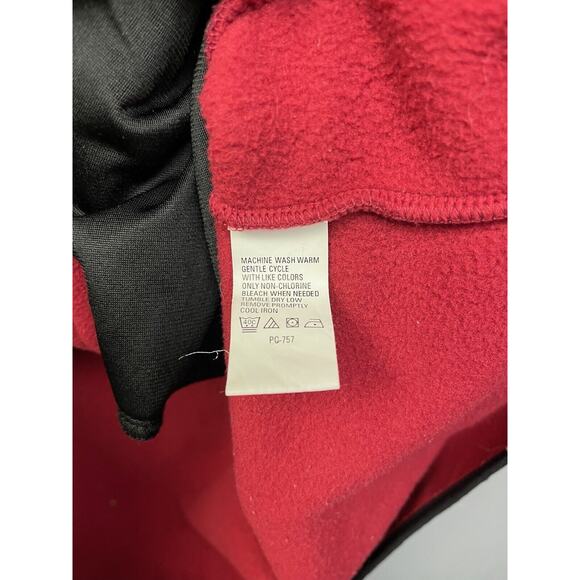 MACHINE WASH WARM
GENTLE CYCLE
WITH LIKE COLORS
ONLY NON-CHLORINE
BLEACH WHEN NEEDED
TUMBLE DRY LOW
REMOVE PROMPTLY
COOL IRON
40C
PC-757